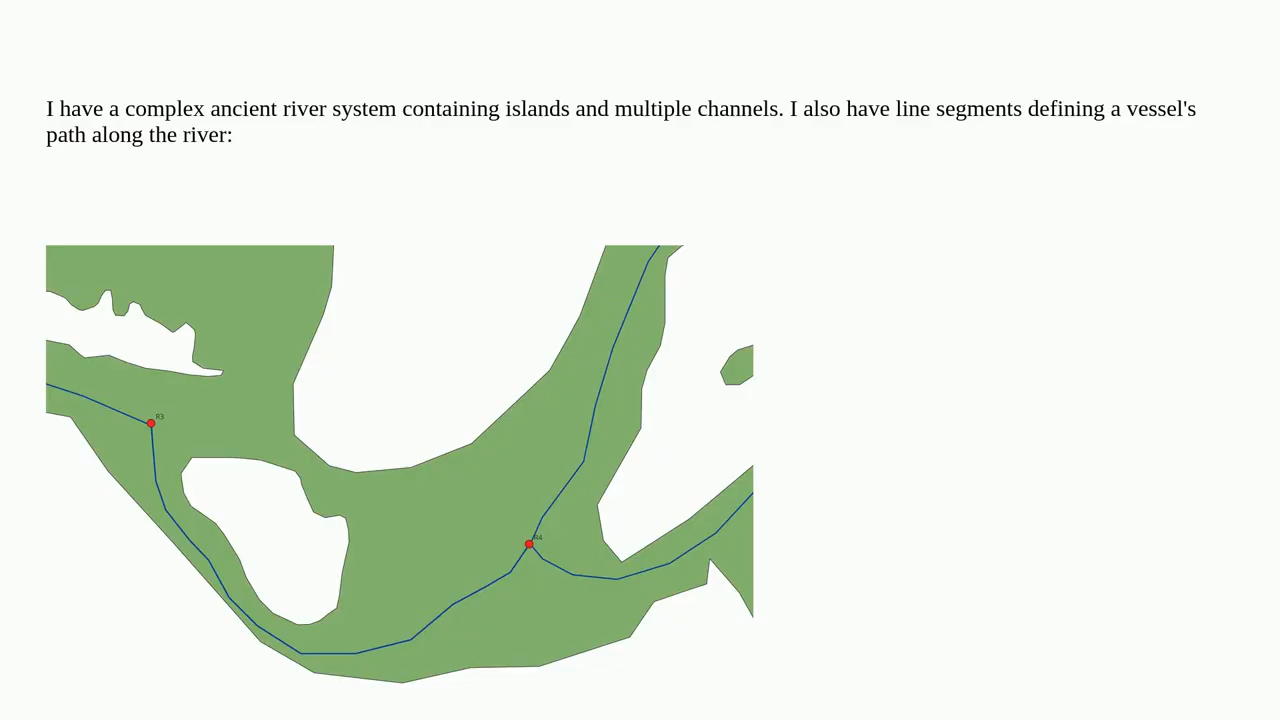 I have a complex ancient river system containing islands and multiple channels. I also have line segments defining a vessel's
path along the river:
R3
R4